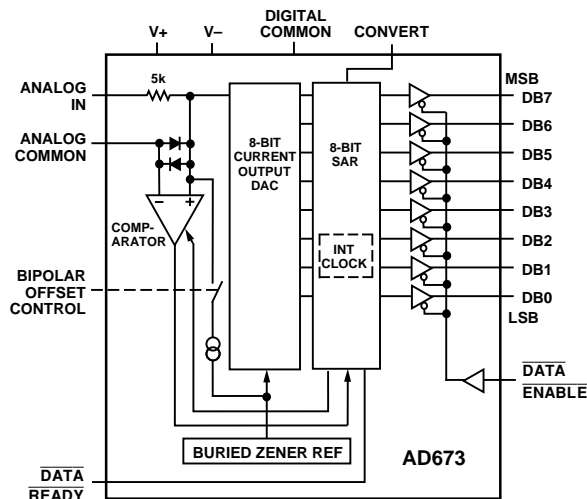 V+ V– DIGITAL COMMON CONVERT
ANALOG IN
5k
MSB
DB7
ANALOG COMMON
DB6
8-BIT CURRENT OUTPUT DAC
8-BIT SAR
DB5
DB4
– +
COMP-
ARATOR
DB3
INT CLOCK
DB2
DB1
BIPOLAR OFFSET CONTROL
DB0
LSB
DATA ENABLE
BURIED ZENER REF
AD673
DATA READY